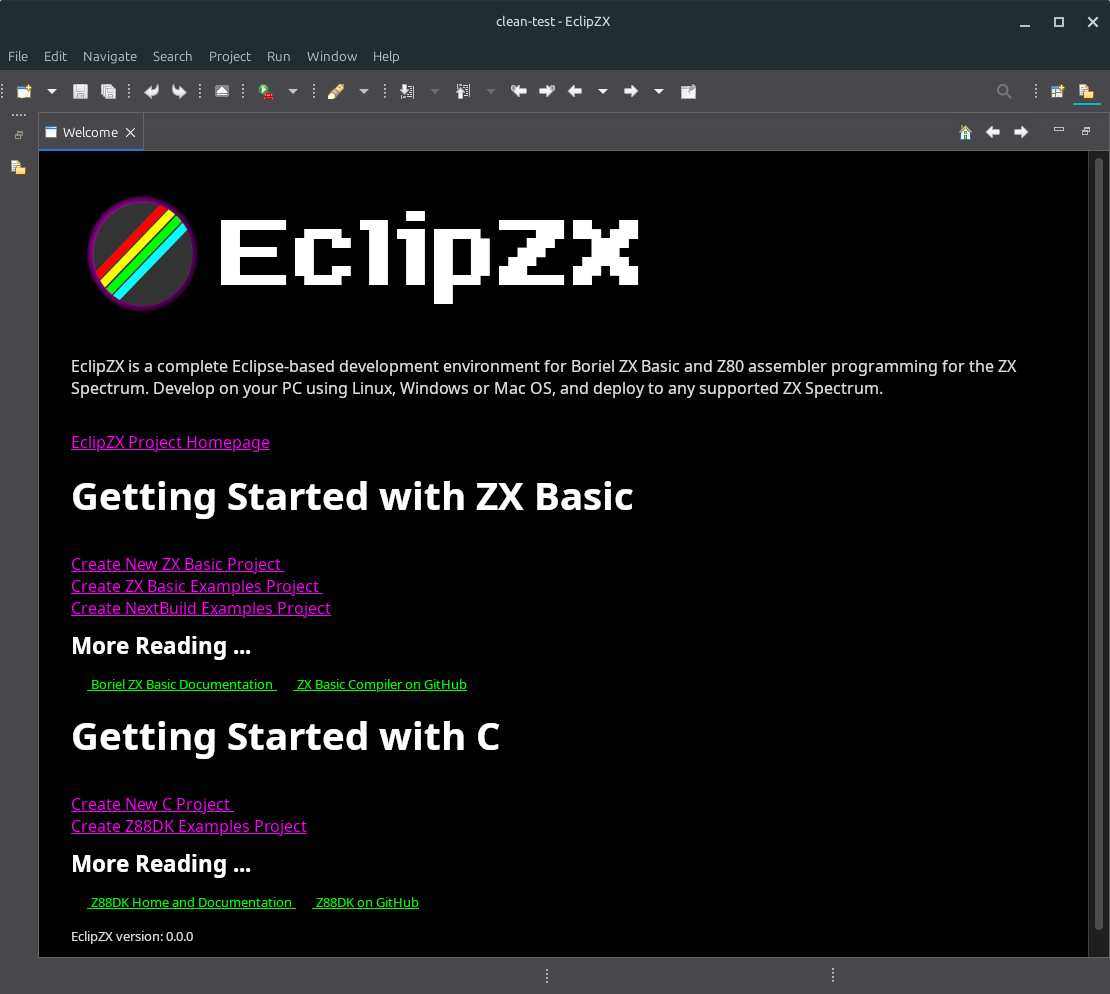 clean-test - EclipZX
File Edit Navigate Search Project Run Window Help
Welcome
EclipZX
EclipZX is a complete Eclipse-based development environment for Boriel ZX Basic and Z80 assembler programming for the ZX
Spectrum. Develop on your PC using Linux, Windows or Mac OS, and deploy to any supported ZX Spectrum.
EclipZX Project Homepage
Getting Started with ZX Basic
Create New ZX Basic Project
Create ZX Basic Examples Project
Create NextBuild Examples Project
More Reading ...
Boriel ZX Basic Documentation ZX Basic Compiler on GitHub
Getting Started with C
Create New C Project
Create Z88DK Examples Project
More Reading ...
Z88DK Home and Documentation Z88DK on GitHub
EclipZX version: 0.0.0